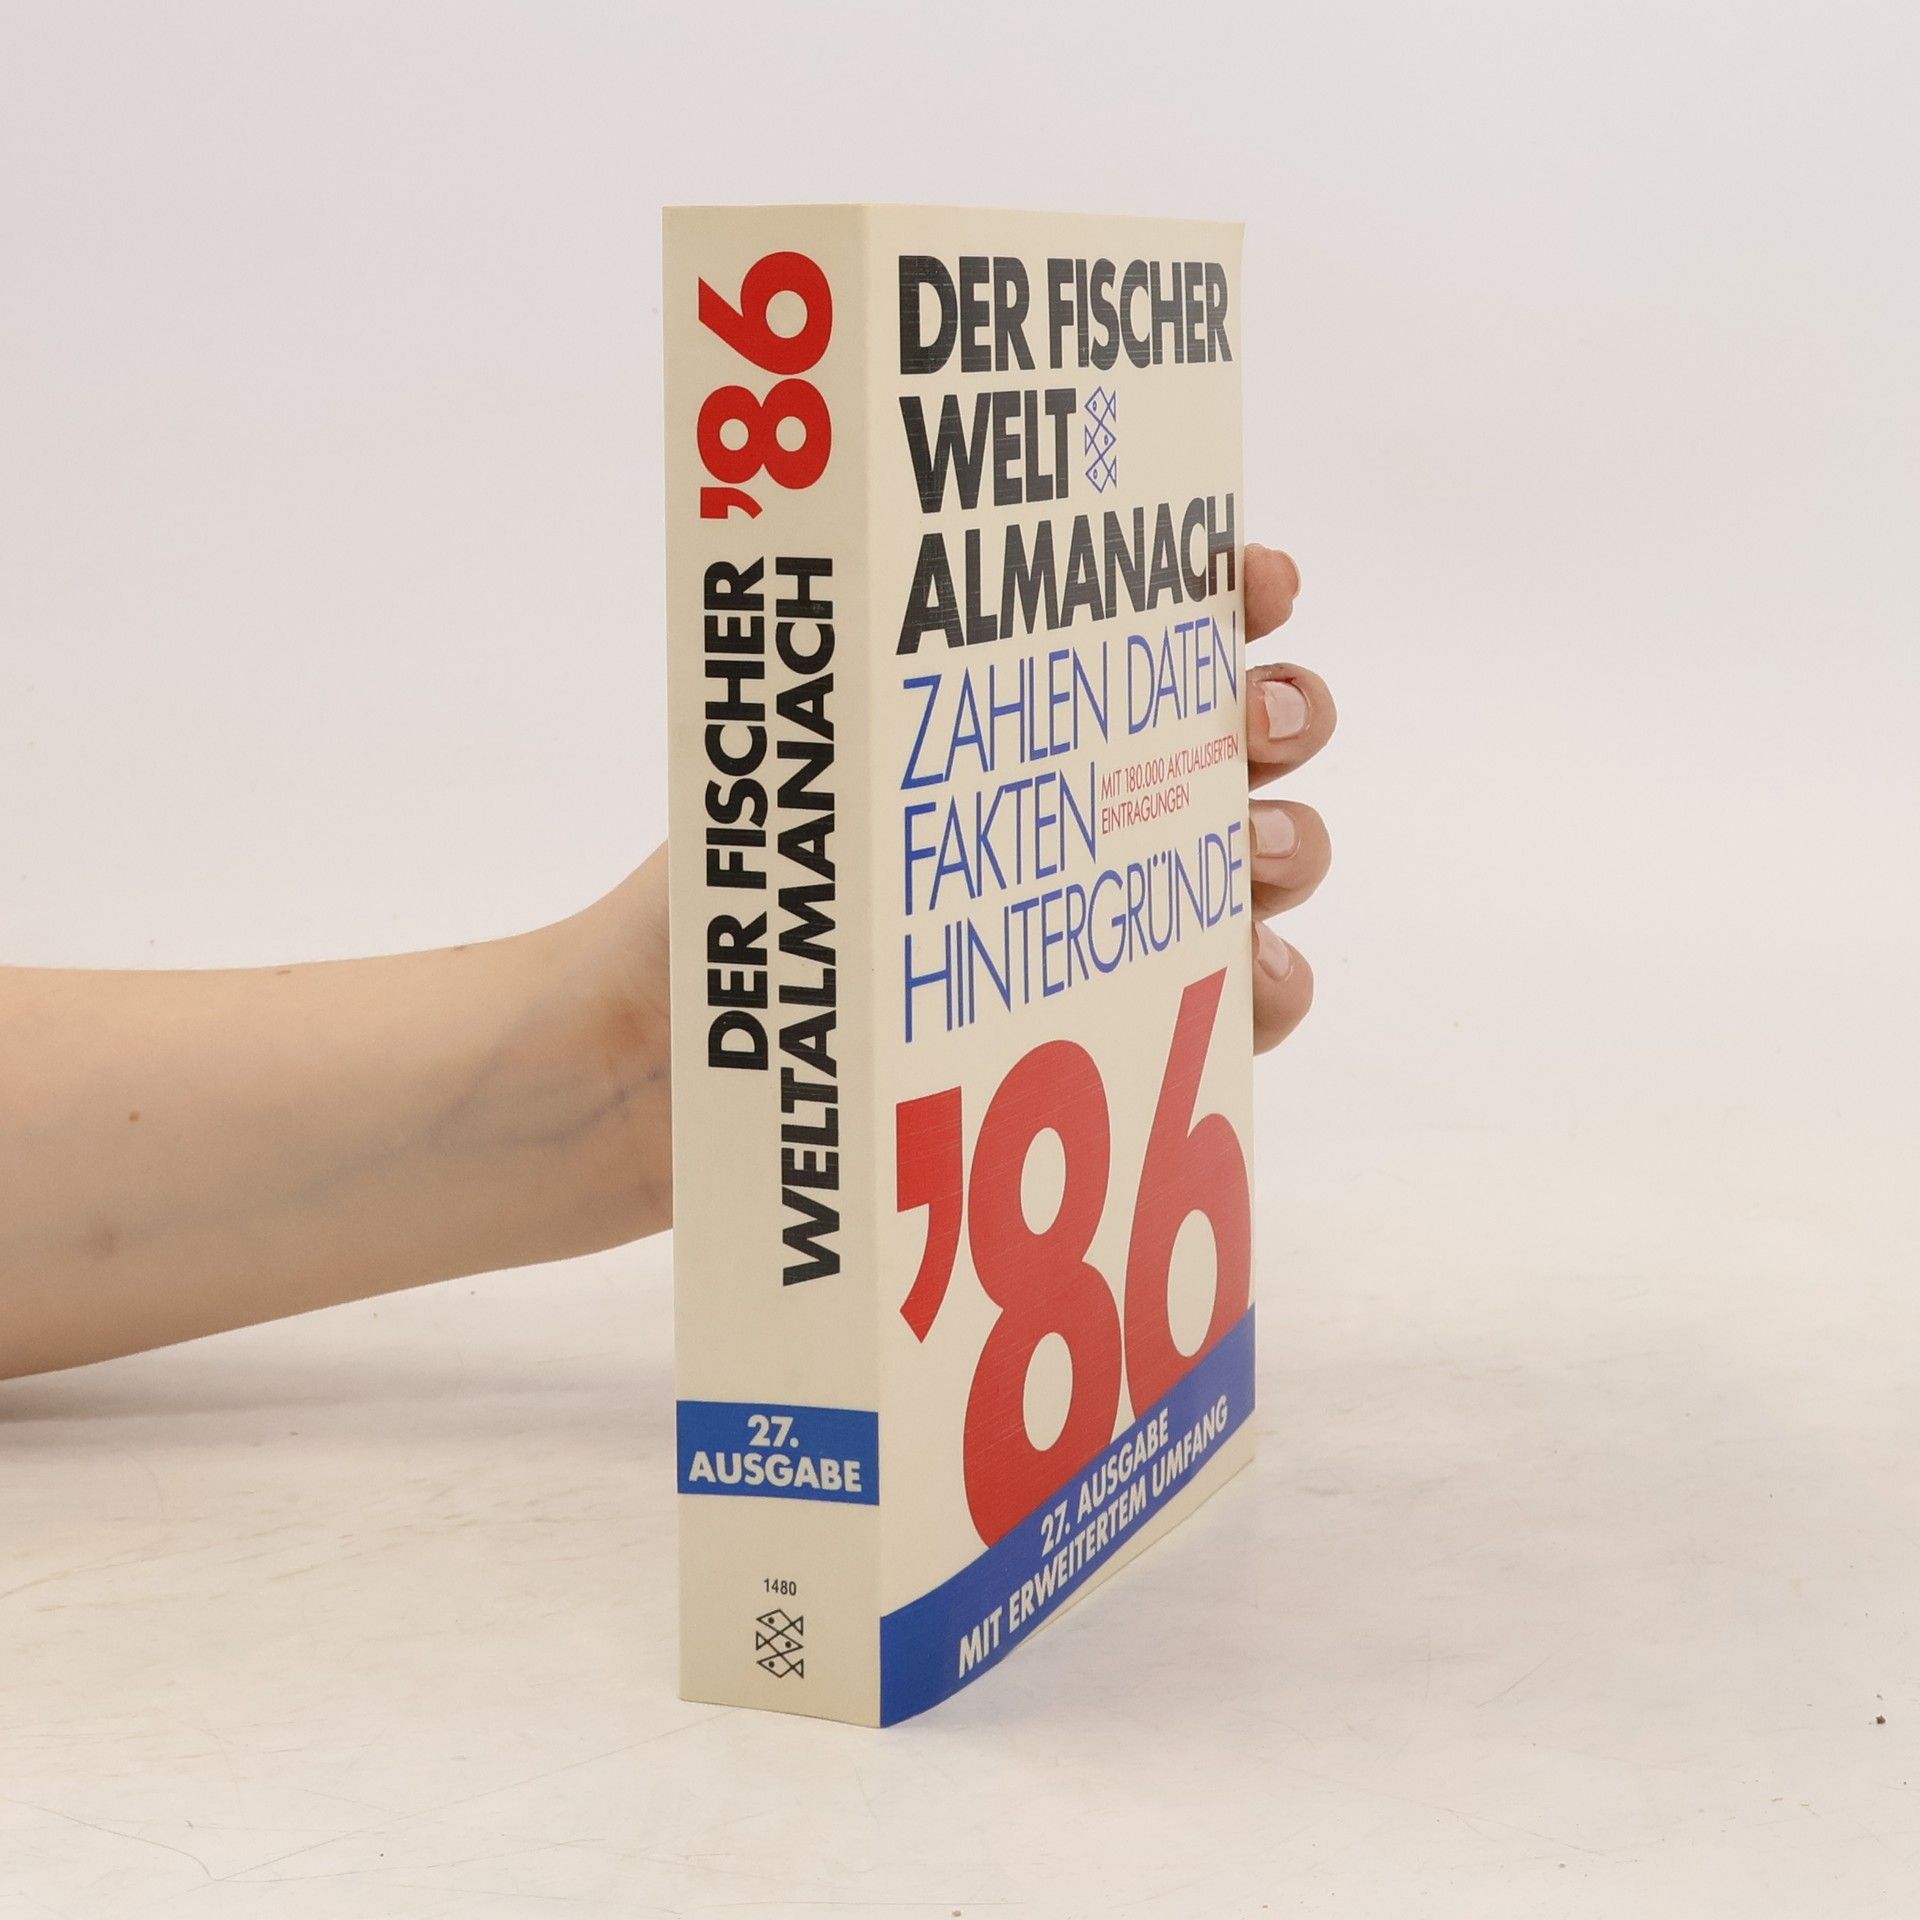 DER FISCHER
WELTALMANACH '86
27.
AUSGABE
1480
DER FISCHER
WELT
ALMANACH
ZAHLEN DATEN
FAKTEN
MIT 180.000 AKTUALISIERTEN
EINTRAGUNGEN
HINTERGRÜNDE
'86
27. AUSGABE
MIT ERWEITERTEM UMFANG